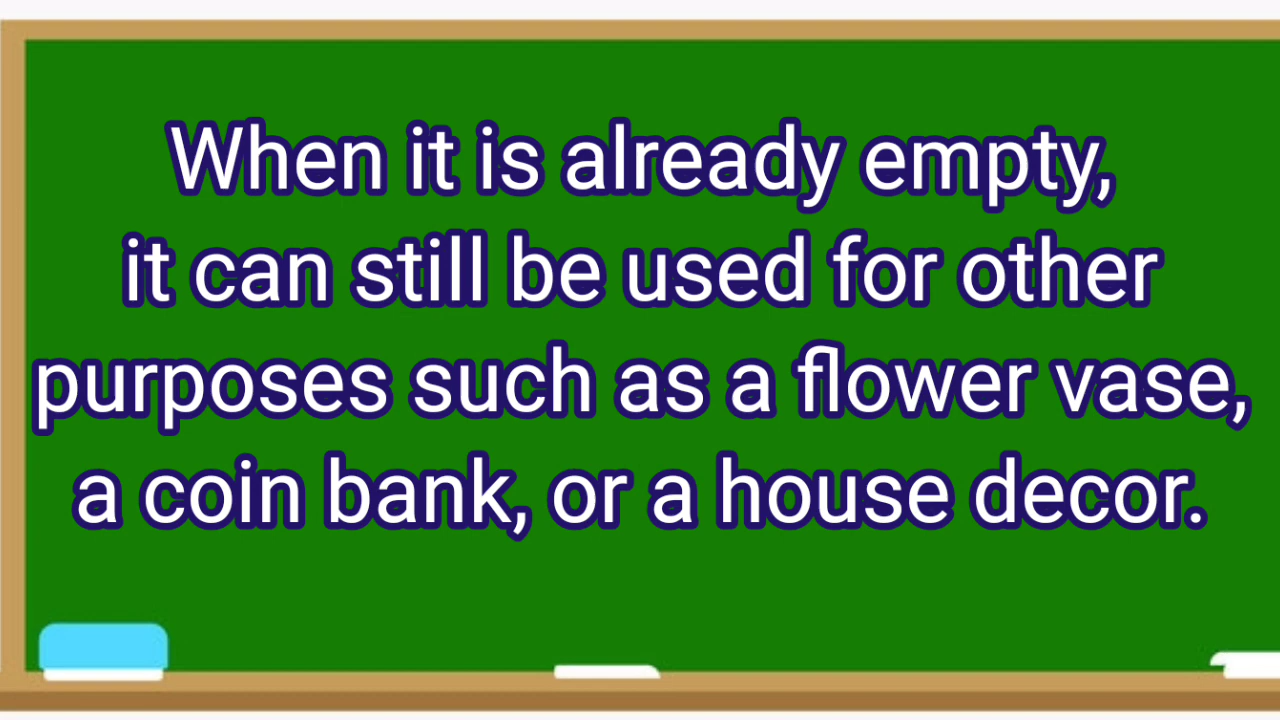 When it is already empty,
it can still be used for other
purposes such as a flower vase,
a coin bank, or a house decor.